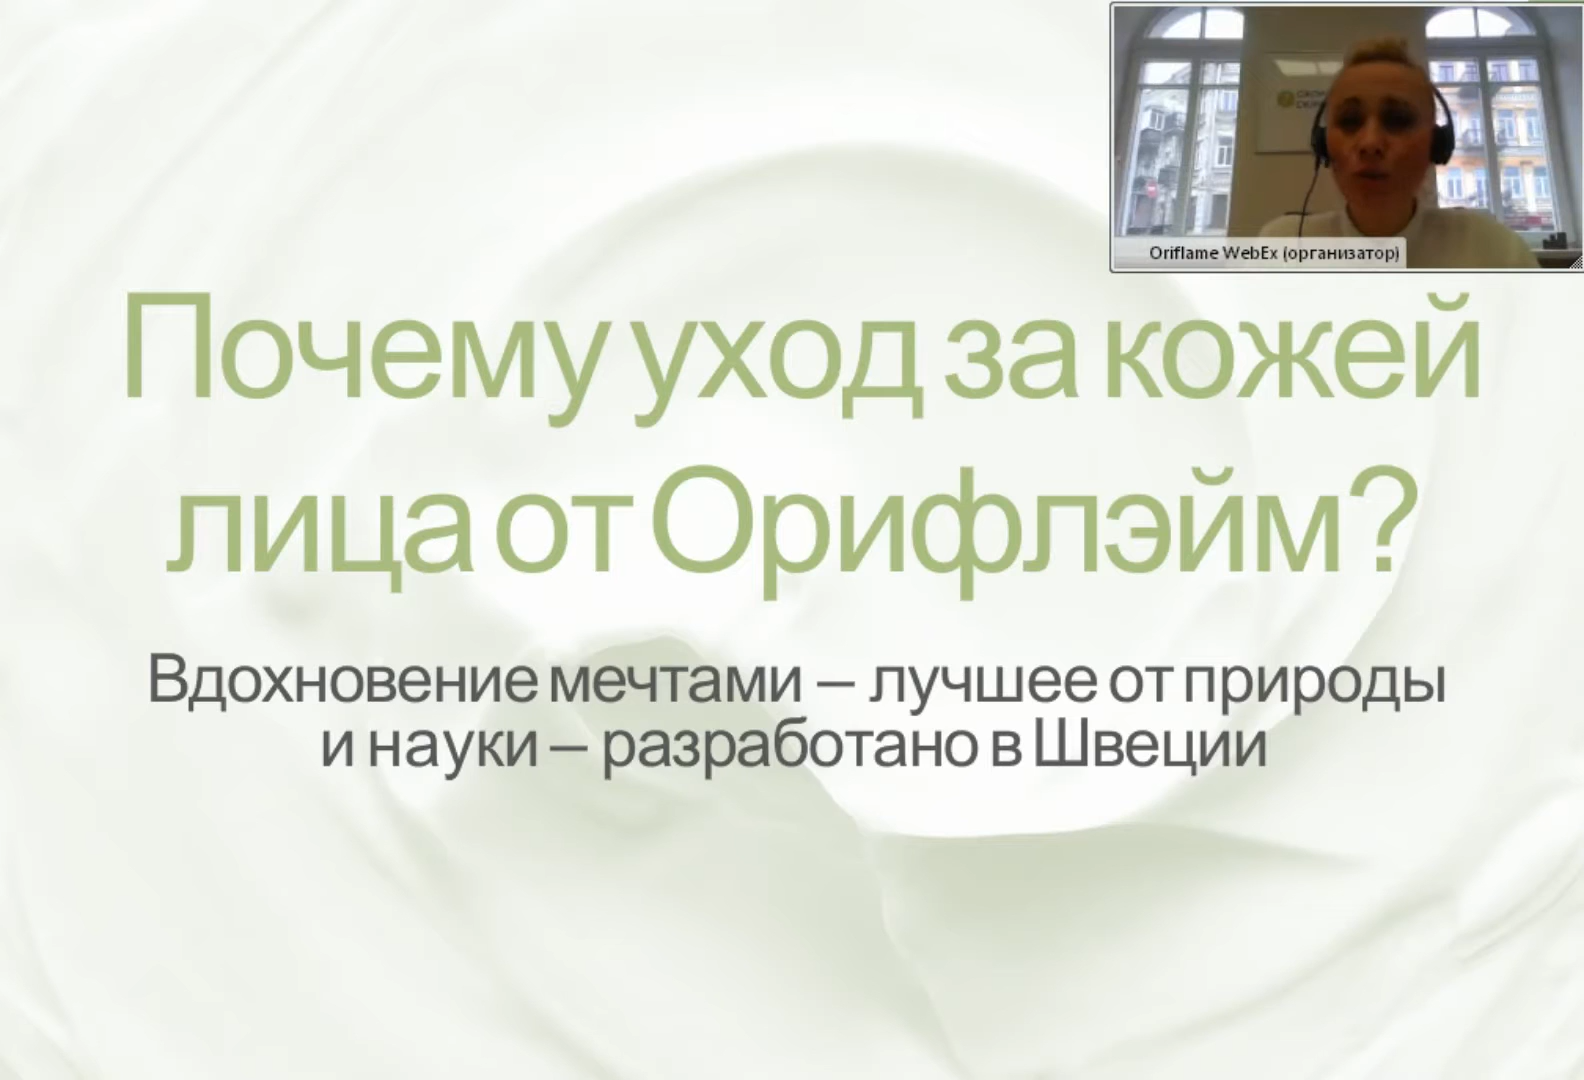 Oriflame WebEx (организатор)
Почему уход за кожей
лица от Орифлэйм?
Вдохновение мечтами – лучшее от природы
и науки – разработано в Швеции